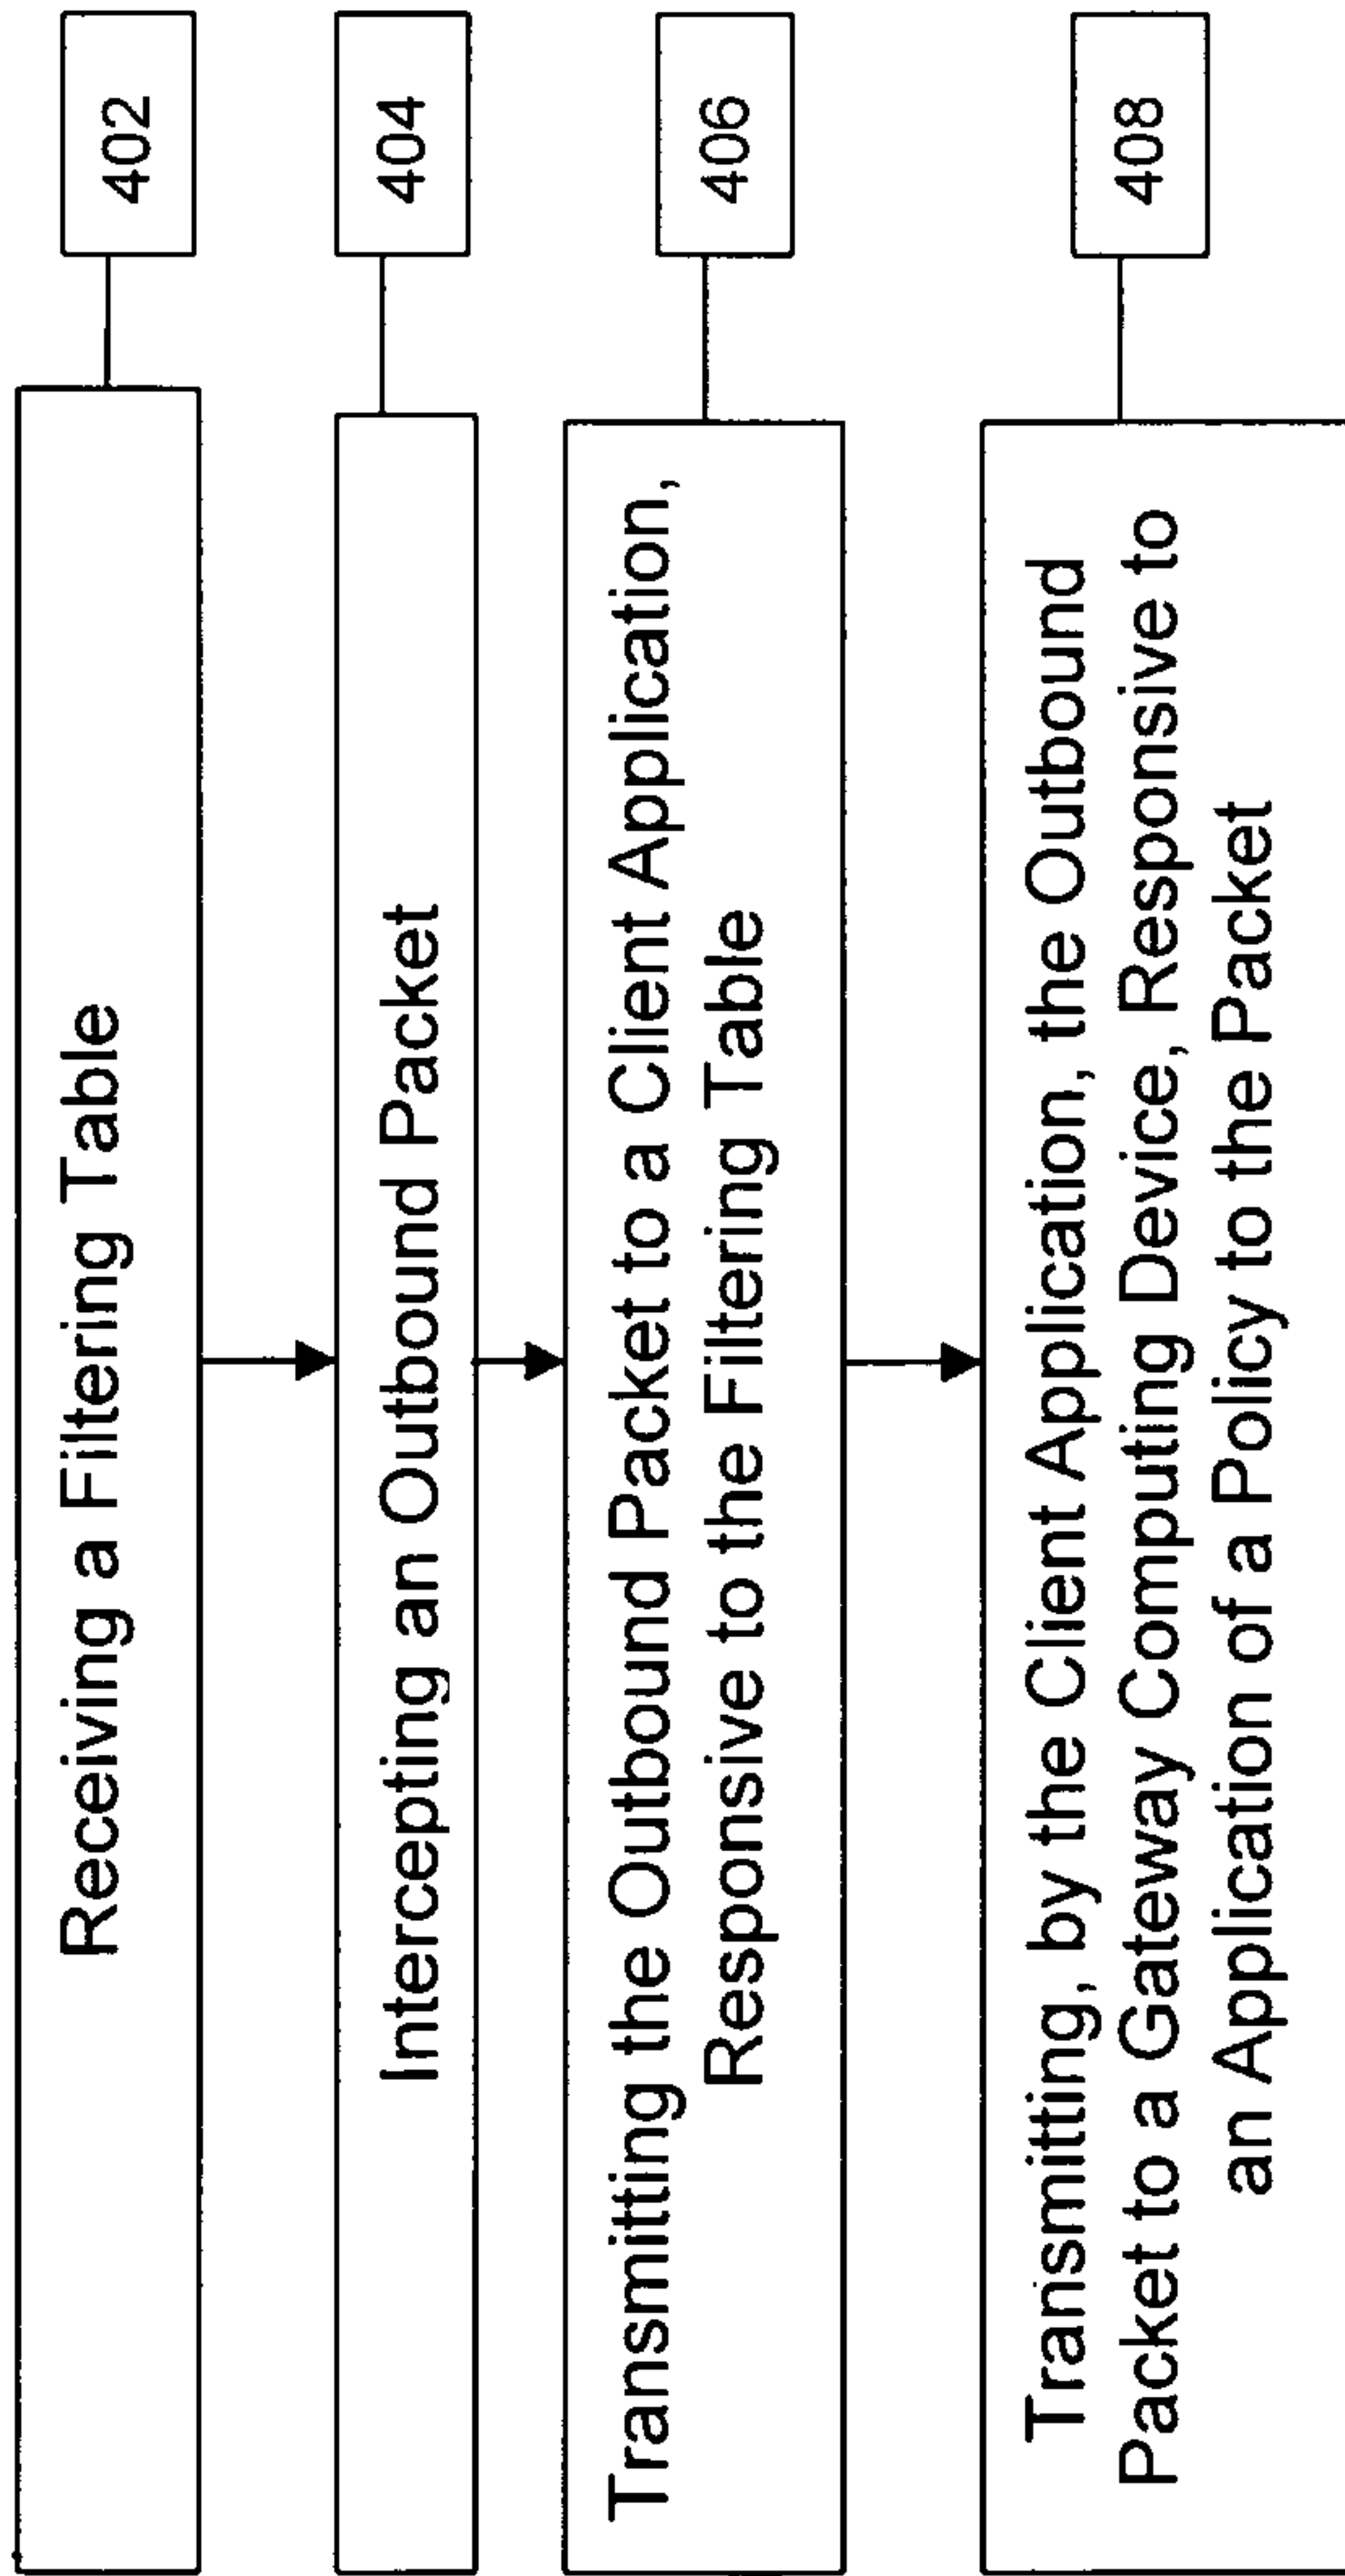 Receiving a Filtering Table
402
Intercepting an Outbound Packet
404
Transmitting the Outbound Packet to a Client Application,
Responsive to the Filtering Table
406
Transmitting, by the Client Application, the Outbound
Packet to a Gateway Computing Device, Responsive to
an Application of a Policy to the Packet
408